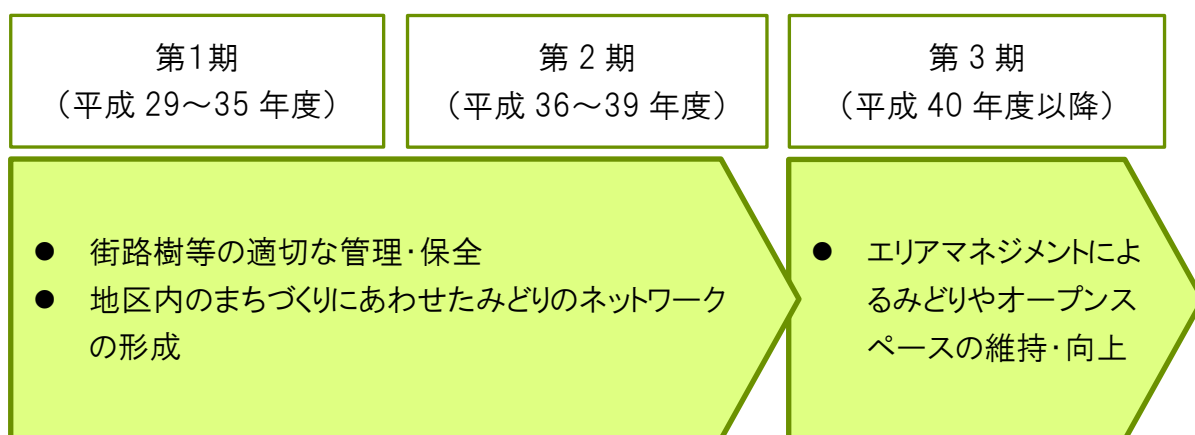 第1期
（平成 29～35 年度）
第 2 期
（平成 36～39 年度）
第 3 期
（平成 40 年度以降）
● 街路樹等の適切な管理・保全
● 地区内のまちづくりにあわせたみどりのネットワーク
の形成
● エリアマネジメントによ
るみどりやオープンス
ペースの維持・向上